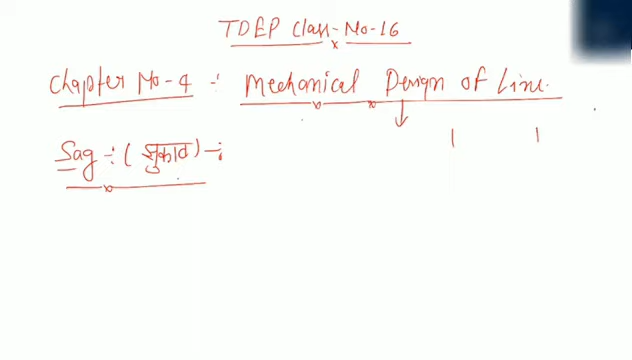 TDEP Class-No-16
Chapter No-4 :- Mechanical Design of Line.
Sag :- (झुकाव) -: